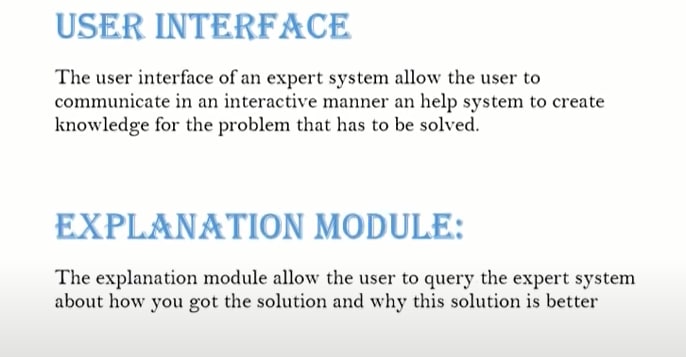 USER INTERFACE
The user interface of an expert system allow the user to
communicate in an interactive manner an help system to create
knowledge for the problem that has to be solved.
EXPLANATION MODULE:
The explanation module allow the user to query the expert system
about how you got the solution and why this solution is better